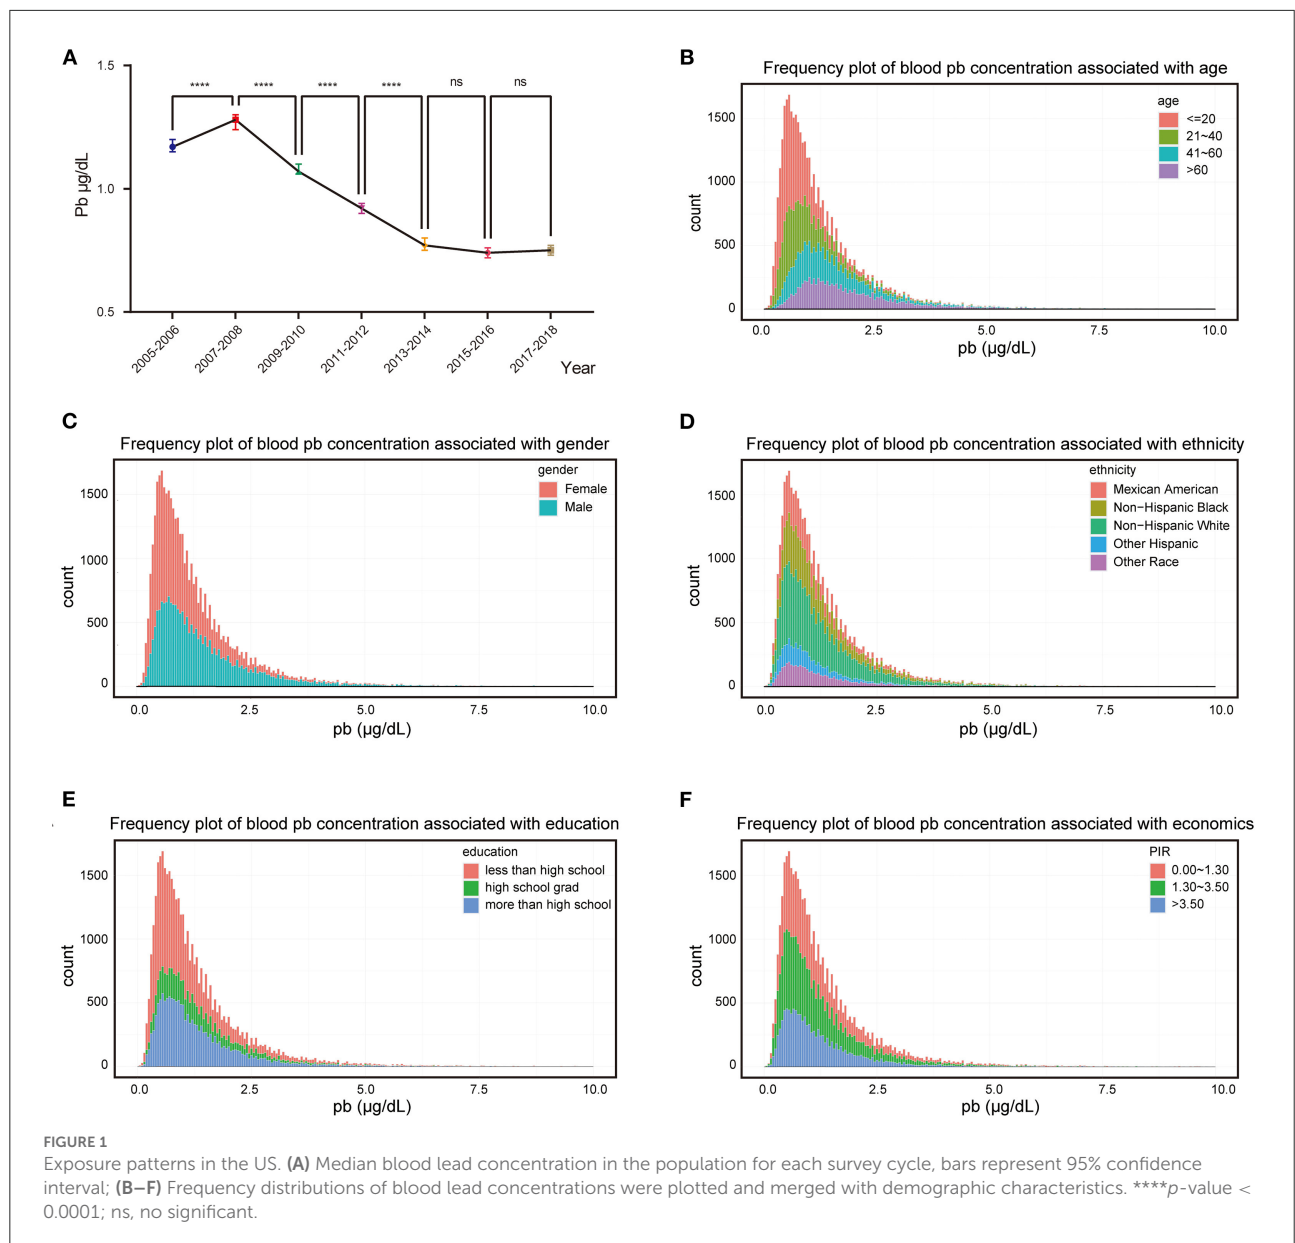 A
1.5
1.0
0.5
Pb µg/dL
**** **** **** **** ns ns
2005-2006
2007-2008
2009-2010
2011-2012
2013-2014
2015-2016
2017-2018
Year
B
Frequency plot of blood pb concentration associated with age
age
<=20
21~40
41~60
>60
count
1500
1000
500
0
0.0 2.5 5.0 7.5 10.0
pb (µg/dL)
C
Frequency plot of blood pb concentration associated with gender
gender
Female
Male
count
1500
1000
500
0
0.0 2.5 5.0 7.5 10.0
pb (µg/dL)
D
Frequency plot of blood pb concentration associated with ethnicity
ethnicity
Mexican American
Non−Hispanic Black
Non−Hispanic White
Other Hispanic
Other Race
count
1500
1000
500
0
0.0 2.5 5.0 7.5 10.0
pb (µg/dL)
E
Frequency plot of blood pb concentration associated with education
education
less than high school
high school grad
more than high school
count
1500
1000
500
0
0.0 2.5 5.0 7.5 10.0
pb (µg/dL)
F
Frequency plot of blood pb concentration associated with economics
PIR
0.00~1.30
1.30~3.50
>3.50
count
1500
1000
500
0
0.0 2.5 5.0 7.5 10.0
pb (µg/dL)
FIGURE 1
Exposure patterns in the US. (A) Median blood lead concentration in the population for each survey cycle, bars represent 95% confidence
interval; (B–F) Frequency distributions of blood lead concentrations were plotted and merged with demographic characteristics. ****p-value <
0.0001; ns, no significant.